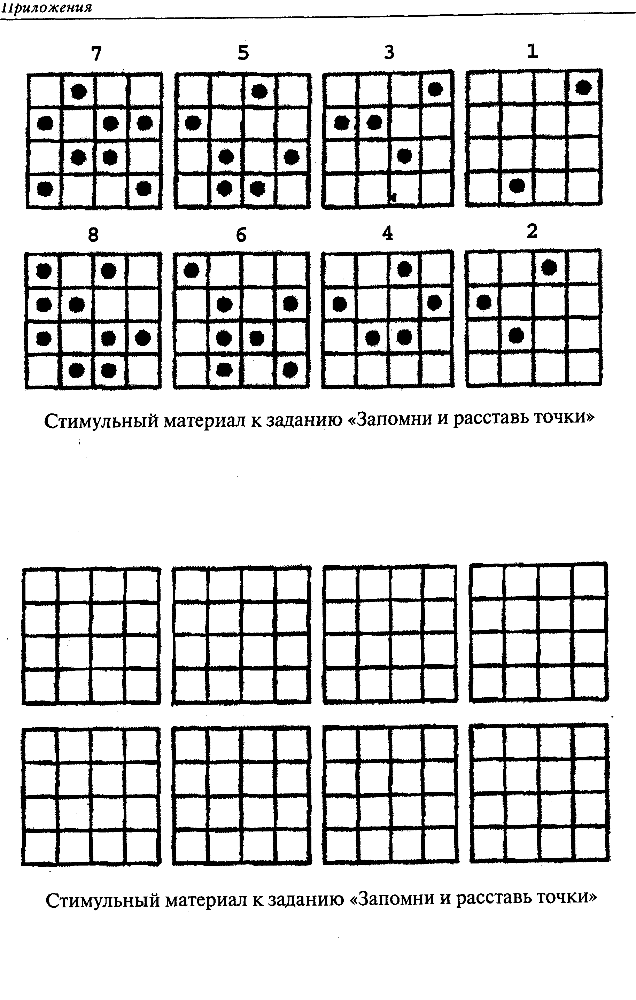 Приложения
7 5 3 1
8 6 4 2
Стимульный материал к заданию «Запомни и расставь точки»
Стимульный материал к заданию «Запомни и расставь точки»